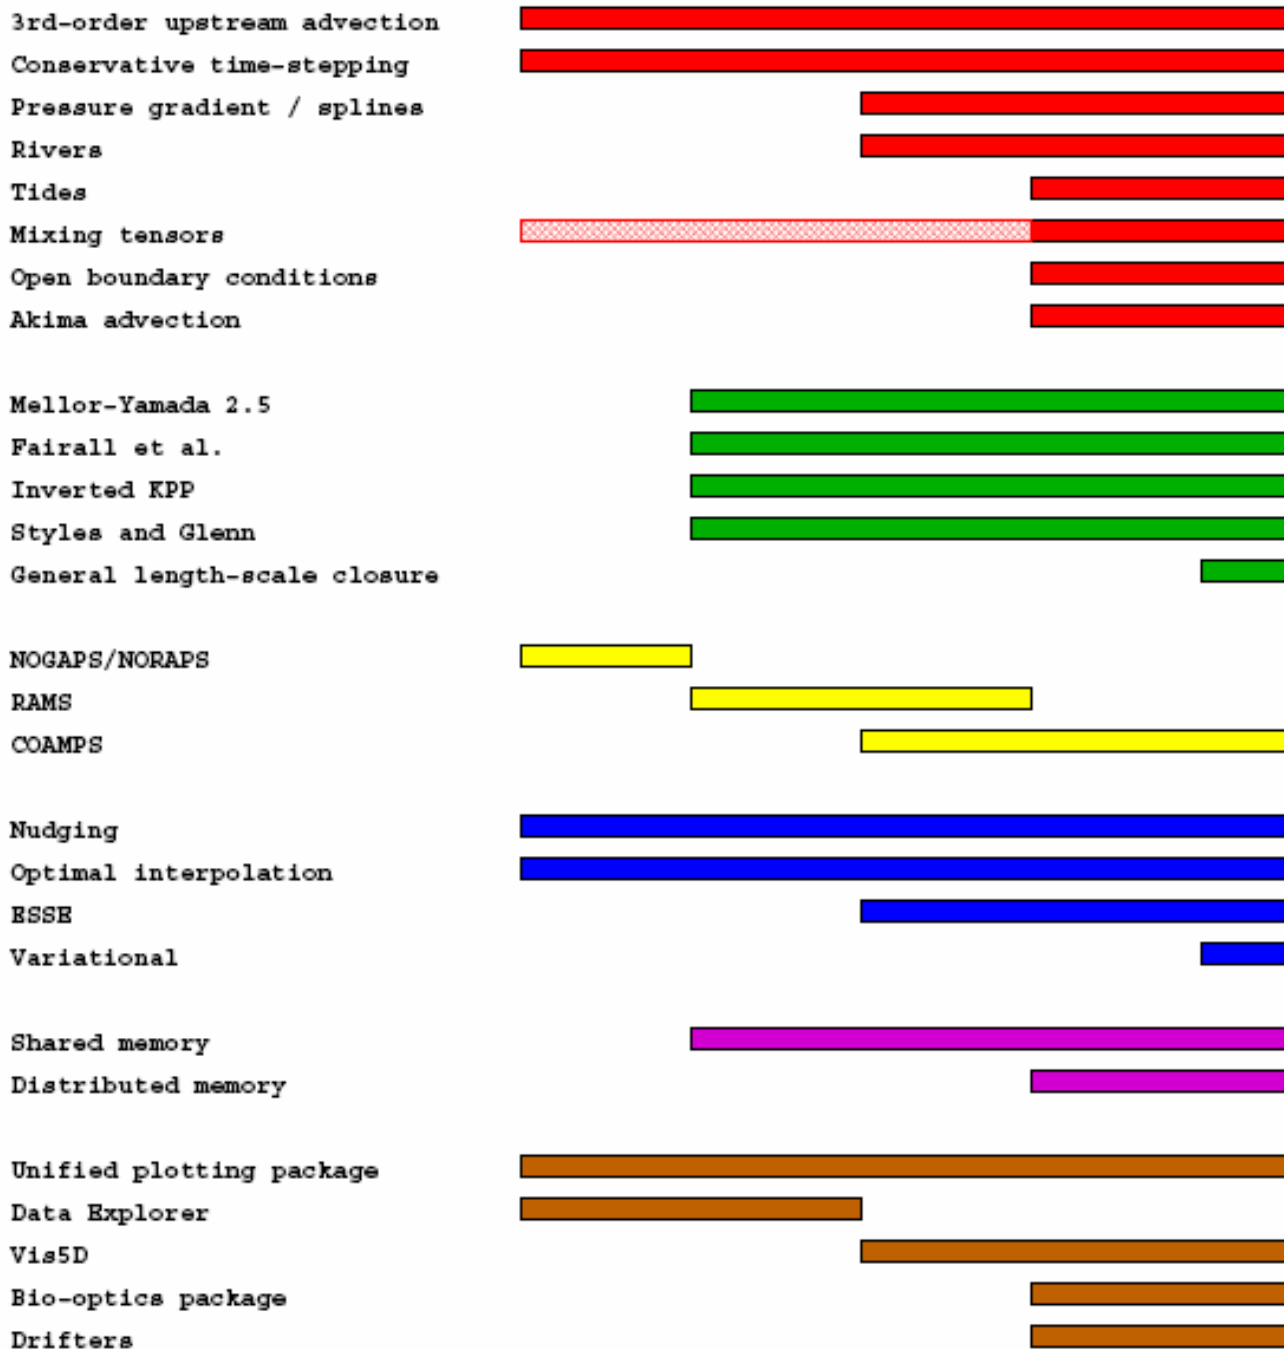 3rd-order upstream advection
Conservative time-stepping
Pressure gradient / splines
Rivers
Tides
Mixing tensors
Open boundary conditions
Akima advection
Mellor-Yamada 2.5
Fairall et al.
Inverted KPP
Styles and Glenn
General length-scale closure
NOGAPS/NORAPS
RAMS
COAMPS
Nudging
Optimal interpolation
ESSE
Variational
Shared memory
Distributed memory
Unified plotting package
Data Explorer
Vis5D
Bio-optics package
Drifters